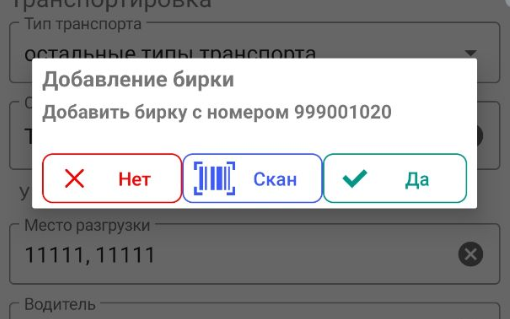 Транспортировка
Тип транспорта
остальные типы транспорта
Добавление бирки
Добавить бирку с номером 999001020
Нет
Скан
Да
Место разгрузки
11111, 11111
Водитель